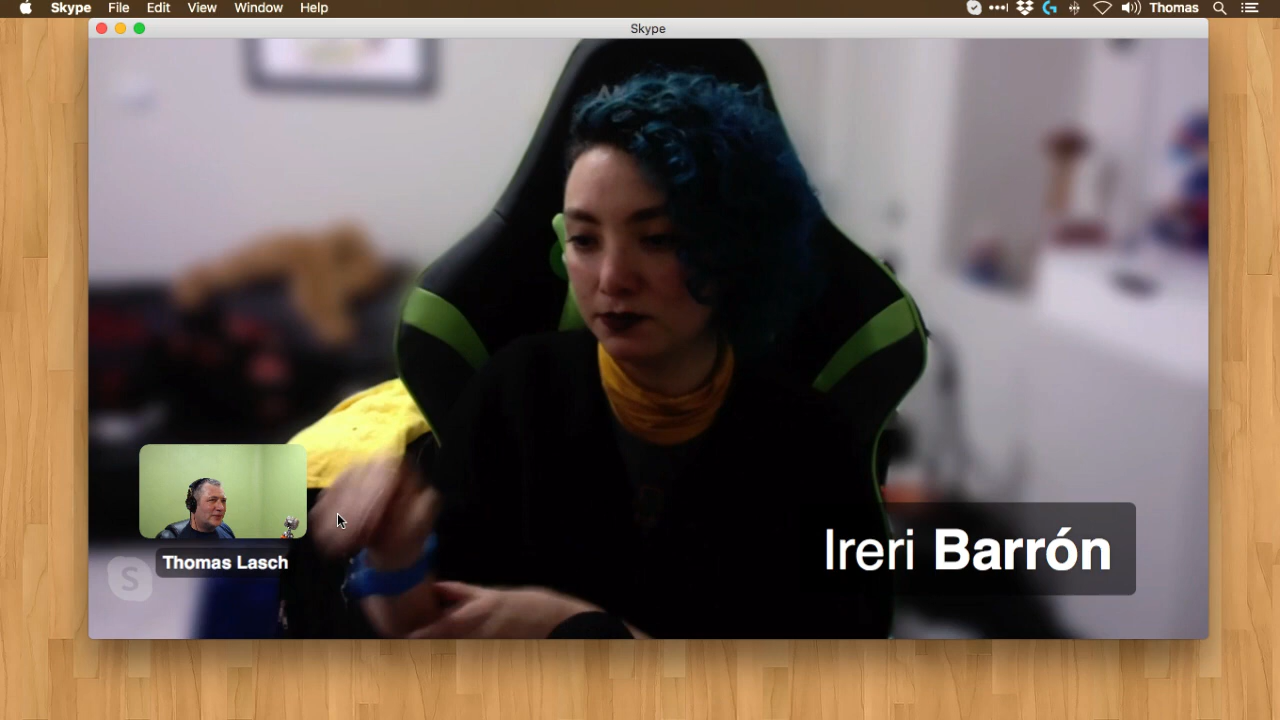 Skype File Edit View Window Help Thomas
Skype
Ireri Barrón
Thomas Lasch
S